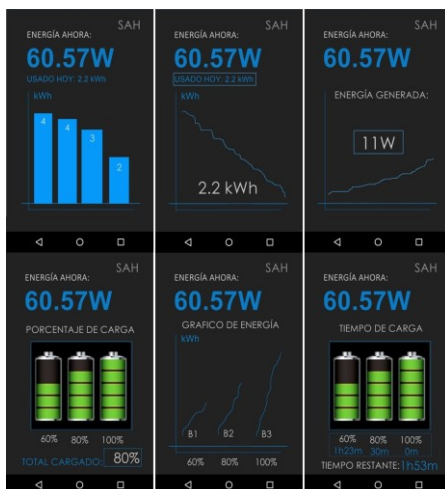 SAH
ENERGÍA AHORA:
60.57W
USADO HOY: 2.2 kWh
kWh
4
4
3
2
SAH
ENERGÍA AHORA:
60.57W
USADO HOY: 2.2 kWh
kWh
2.2 kWh
SAH
ENERGÍA AHORA:
60.57W
ENERGÍA GENERADA:
11W
SAH
ENERGÍA AHORA:
60.57W
PORCENTAJE DE CARGA
60% 80% 100%
TOTAL CARGADO: 80%
SAH
ENERGÍA AHORA:
60.57W
GRAFICO DE ENERGÍA
kWh
B1 B2 B3
60% 80% 100%
SAH
ENERGÍA AHORA:
60.57W
TIEMPO DE CARGA
60% 80% 100%
1h23m 30m 0m
TIEMPO RESTANTE: 1h53m